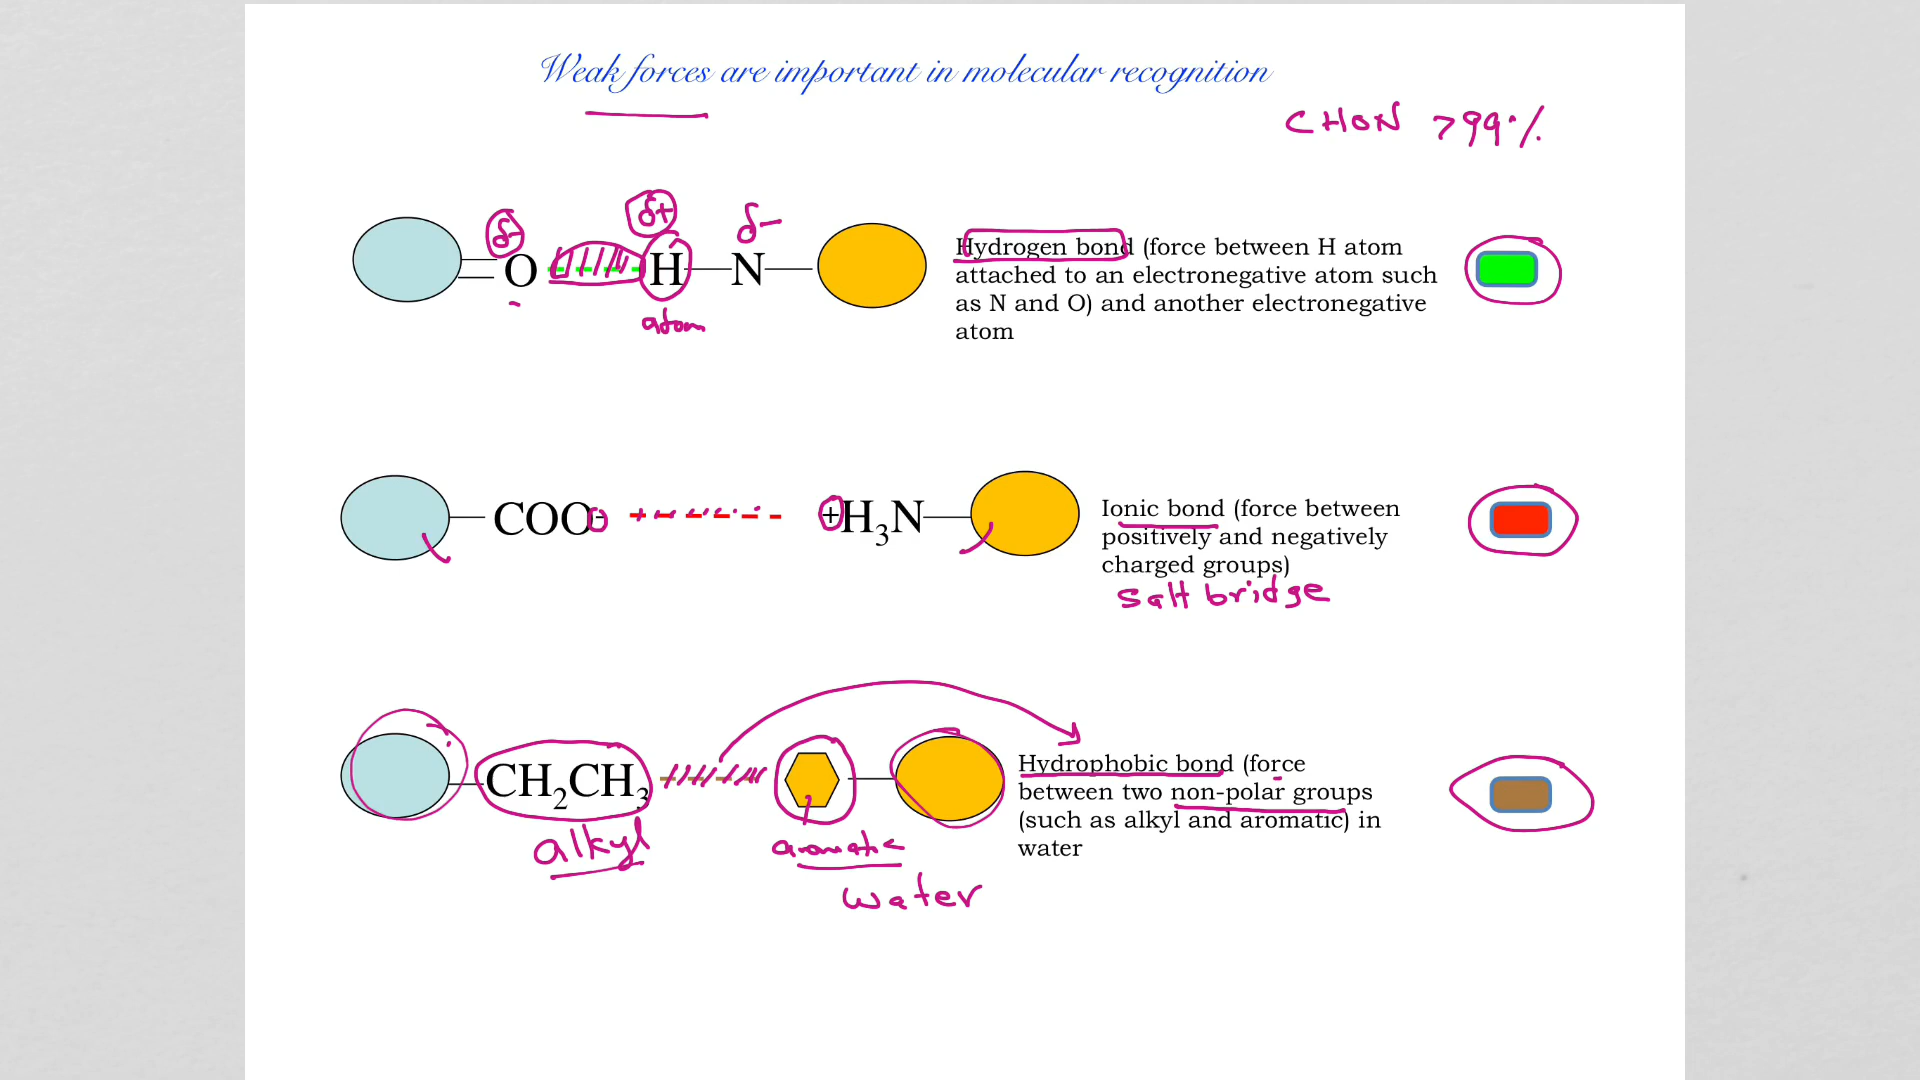 Weak forces are important in molecular recognition
CHON >99%
δ- δ+ δ-
O H—N
atom
Hydrogen bond (force between H atom
attached to an electronegative atom such
as N and O) and another electronegative
atom
COO- +H₃N
Ionic bond (force between
positively and negatively
charged groups)
Salt bridge
CH₂CH₃
alkyl
aromatic
water
Hydrophobic bond (force
between two non-polar groups
(such as alkyl and aromatic) in
water